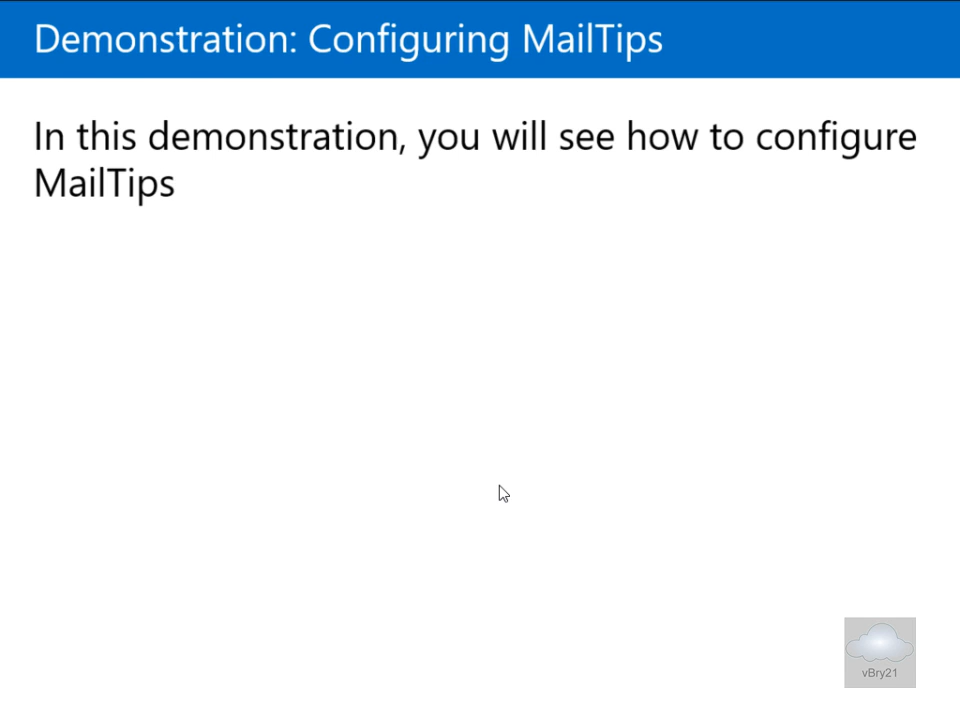 Demonstration: Configuring MailTips
In this demonstration, you will see how to configure
MailTips
vBry21